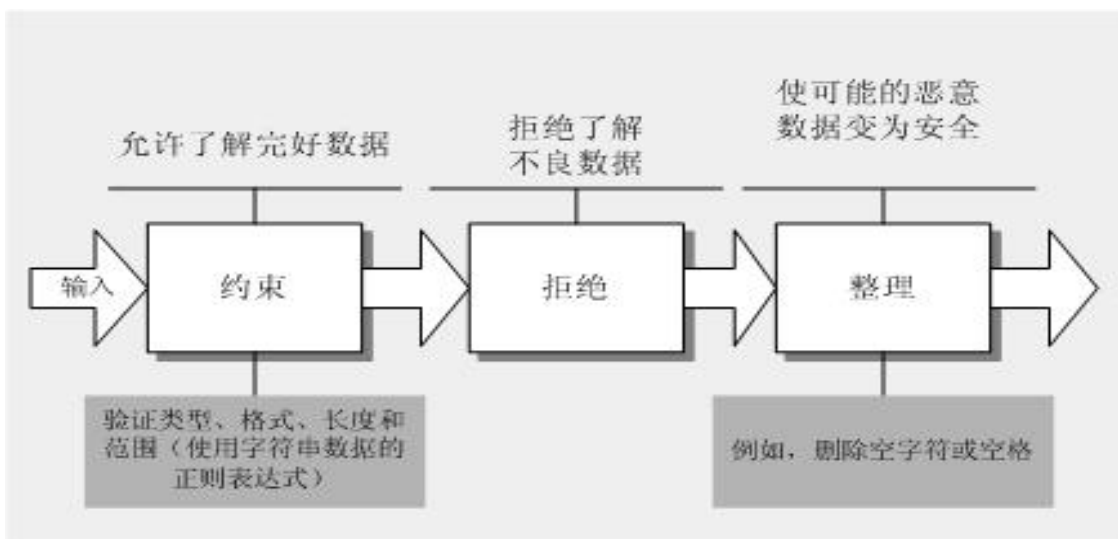 允许了解完好数据
拒绝了解
不良数据
使可能的恶意
数据变为安全
输入
约束
拒绝
整理
验证类型、格式、长度和
范围（使用字符串数据的
正则表达式）
例如，删除空字符或空格